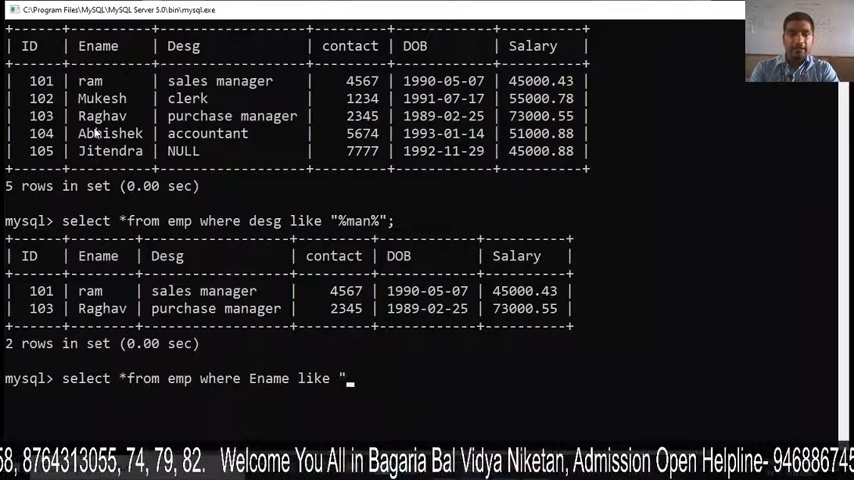 C:\Program Files\MySQL\MySQL Server 5.0\bin\mysql.exe
+------+----------+------------------+---------+------------+----------+
| ID | Ename | Desg | contact | DOB | Salary |
+------+----------+------------------+---------+------------+----------+
| 101 | ram | sales manager | 4567 | 1990-05-07 | 45000.43 |
| 102 | Mukesh | clerk | 1234 | 1991-07-17 | 55000.78 |
| 103 | Raghav | purchase manager | 2345 | 1989-02-25 | 73000.55 |
| 104 | Abhishek | accountant | 5674 | 1993-01-14 | 51000.88 |
| 105 | Jitendra | NULL | 7777 | 1992-11-29 | 45000.88 |
+------+----------+------------------+---------+------------+----------+
5 rows in set (0.00 sec)
mysql> select *from emp where desg like "%man%";
+------+--------+------------------+---------+------------+----------+
| ID | Ename | Desg | contact | DOB | Salary |
+------+--------+------------------+---------+------------+----------+
| 101 | ram | sales manager | 4567 | 1990-05-07 | 45000.43 |
| 103 | Raghav | purchase manager | 2345 | 1989-02-25 | 73000.55 |
+------+--------+------------------+---------+------------+----------+
2 rows in set (0.00 sec)
mysql> select *from emp where Ename like "_
58, 8764313055, 74, 79, 82. Welcome You All in Bagaria Bal Vidya Niketan, Admission Open Helpline- 946886745